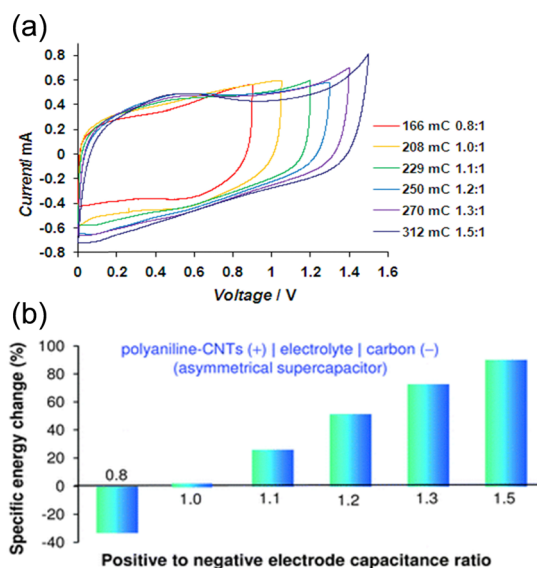 (a)
0.8
0.6
0.4
0.2
0
-0.2
-0.4
-0.6
-0.8
Current/ mA
0 0.2 0.4 0.6 0.8 1 1.2 1.4 1.6
Voltage / V
166 mC 0.8:1
208 mC 1.0:1
229 mC 1.1:1
250 mC 1.2:1
270 mC 1.3:1
312 mC 1.5:1
(b)
Specific energy change (%)
100
80
60
40
20
0
-20
-40
polyaniline-CNTs (+) | electrolyte | carbon (–)
(asymmetrical supercapacitor)
0.8
1.0 1.1 1.2 1.3 1.5
Positive to negative electrode capacitance ratio